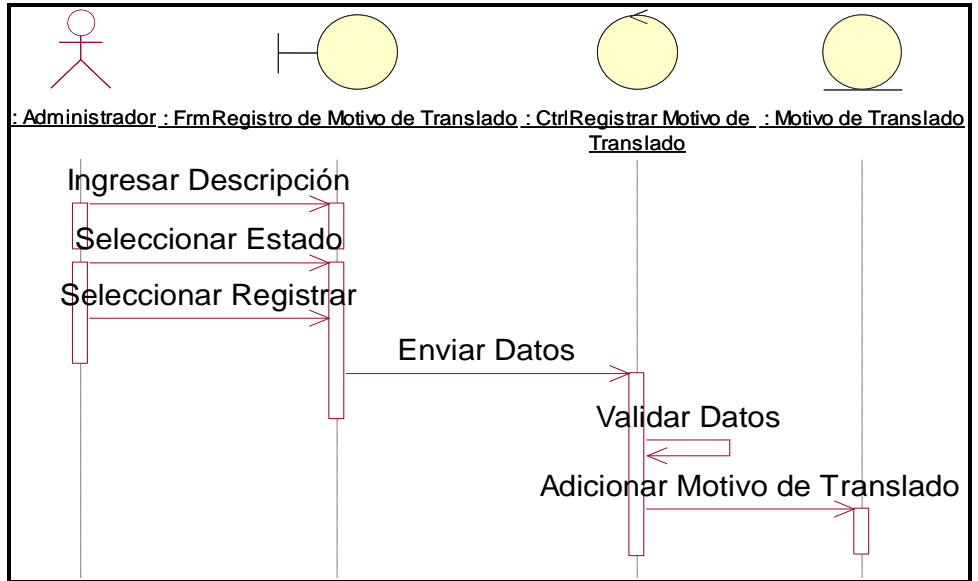 : Administrador : FrmRegistro de Motivo de Translado : CtrlRegistrar Motivo de : Motivo de Translado
Translado
Ingresar Descripción
Seleccionar Estado
Seleccionar Registrar
Enviar Datos
Validar Datos
Adicionar Motivo de Translado